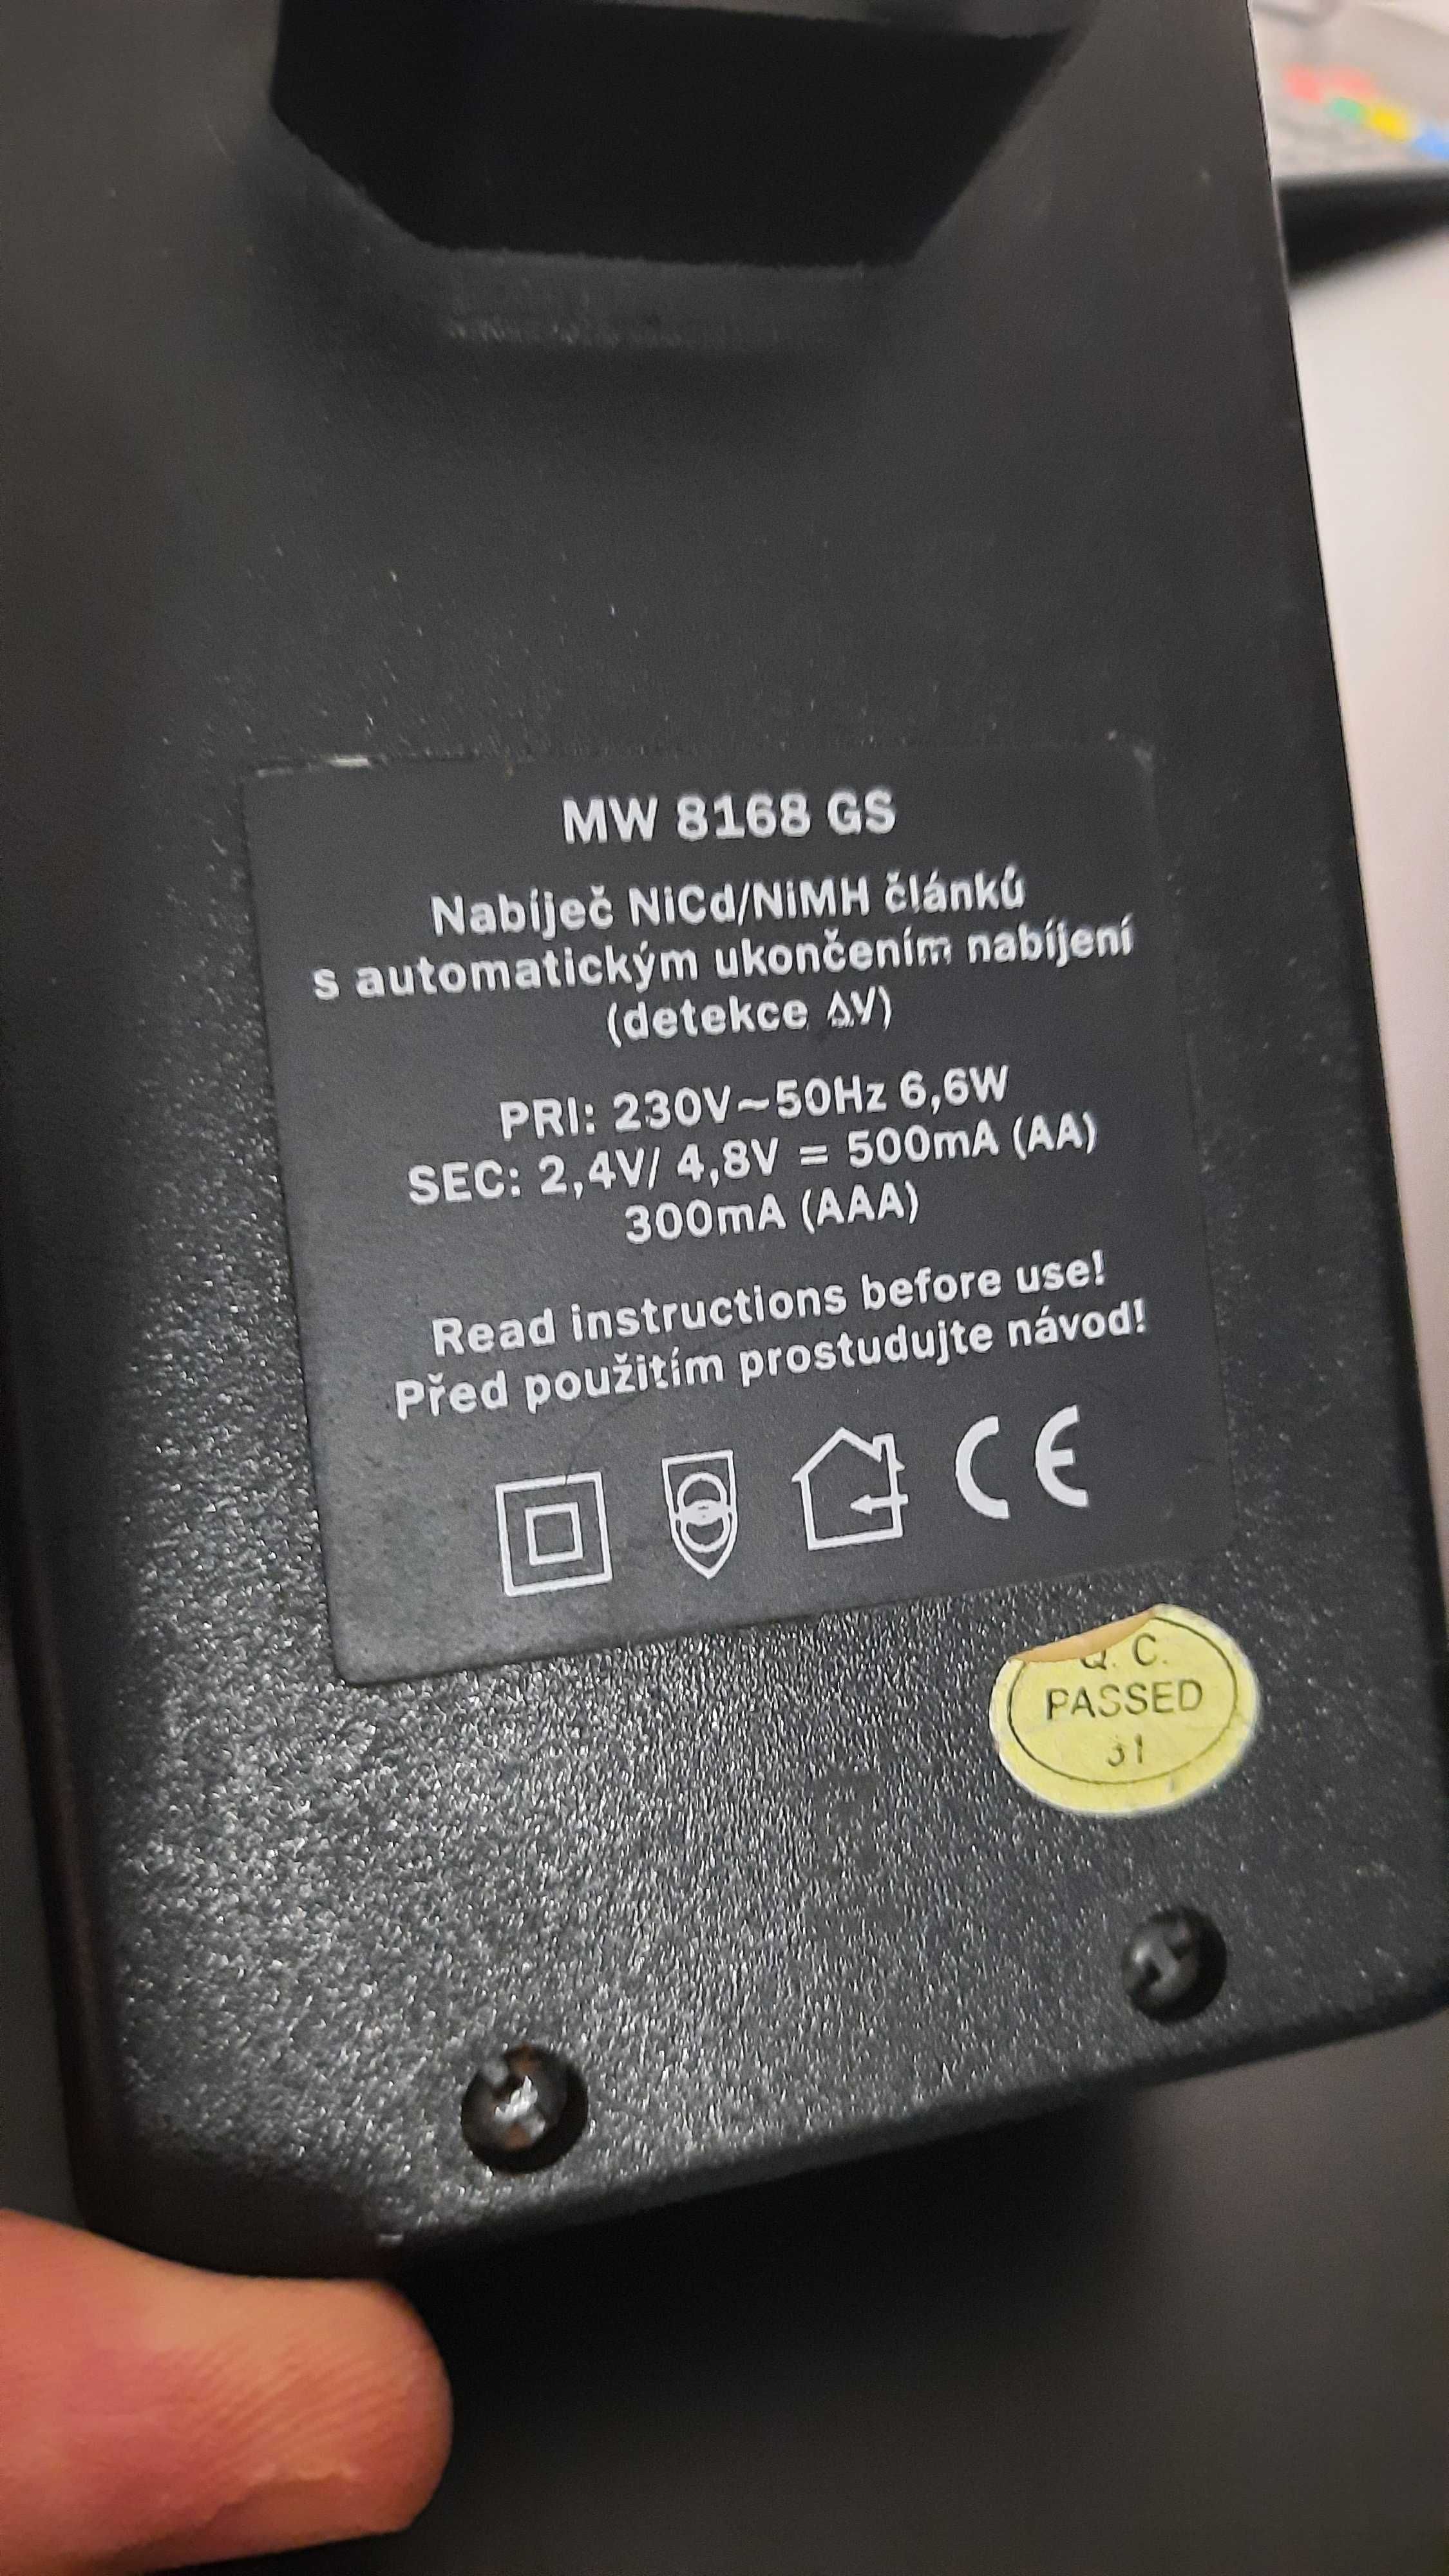 MW 8168 GS
Nabíječ NiCd/NiMH článků
s automatickým ukončením nabíjení
(detekce ΔV)
PRI: 230V~50Hz 6,6W
SEC: 2,4V/ 4,8V = 500mA (AA)
300mA (AAA)
Read instructions before use!
Před použitím prostudujte návod!
CE
Q. C.
PASSED